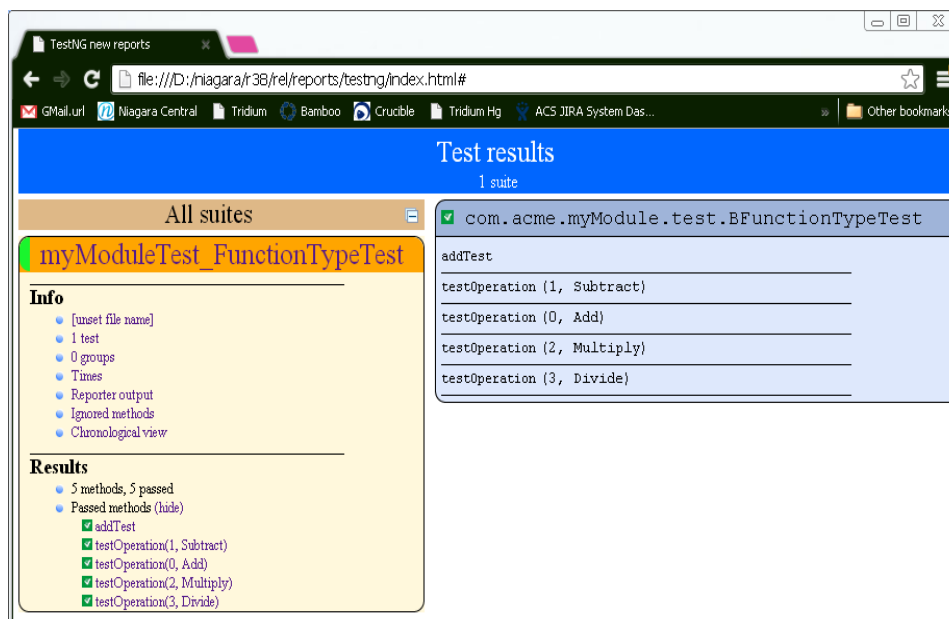 TestNG new reports
file:///D:/niagara/r38/rel/reports/testng/index.html#
GMail.url Niagara Central Tridium Bamboo Crucible Tridium Hg ACS JIRA System Das... » Other bookmark
Test results
1 suite
All suites
myModuleTest_FunctionTypeTest
Info
[unset file name]
1 test
0 groups
Times
Reporter output
Ignored methods
Chronological view
Results
5 methods, 5 passed
Passed methods (hide)
addTest
testOperation(1, Subtract)
testOperation(0, Add)
testOperation(2, Multiply)
testOperation(3, Divide)
com.acme.myModule.test.BFunctionTypeTest
addTest
testOperation (1, Subtract)
testOperation (0, Add)
testOperation (2, Multiply)
testOperation (3, Divide)